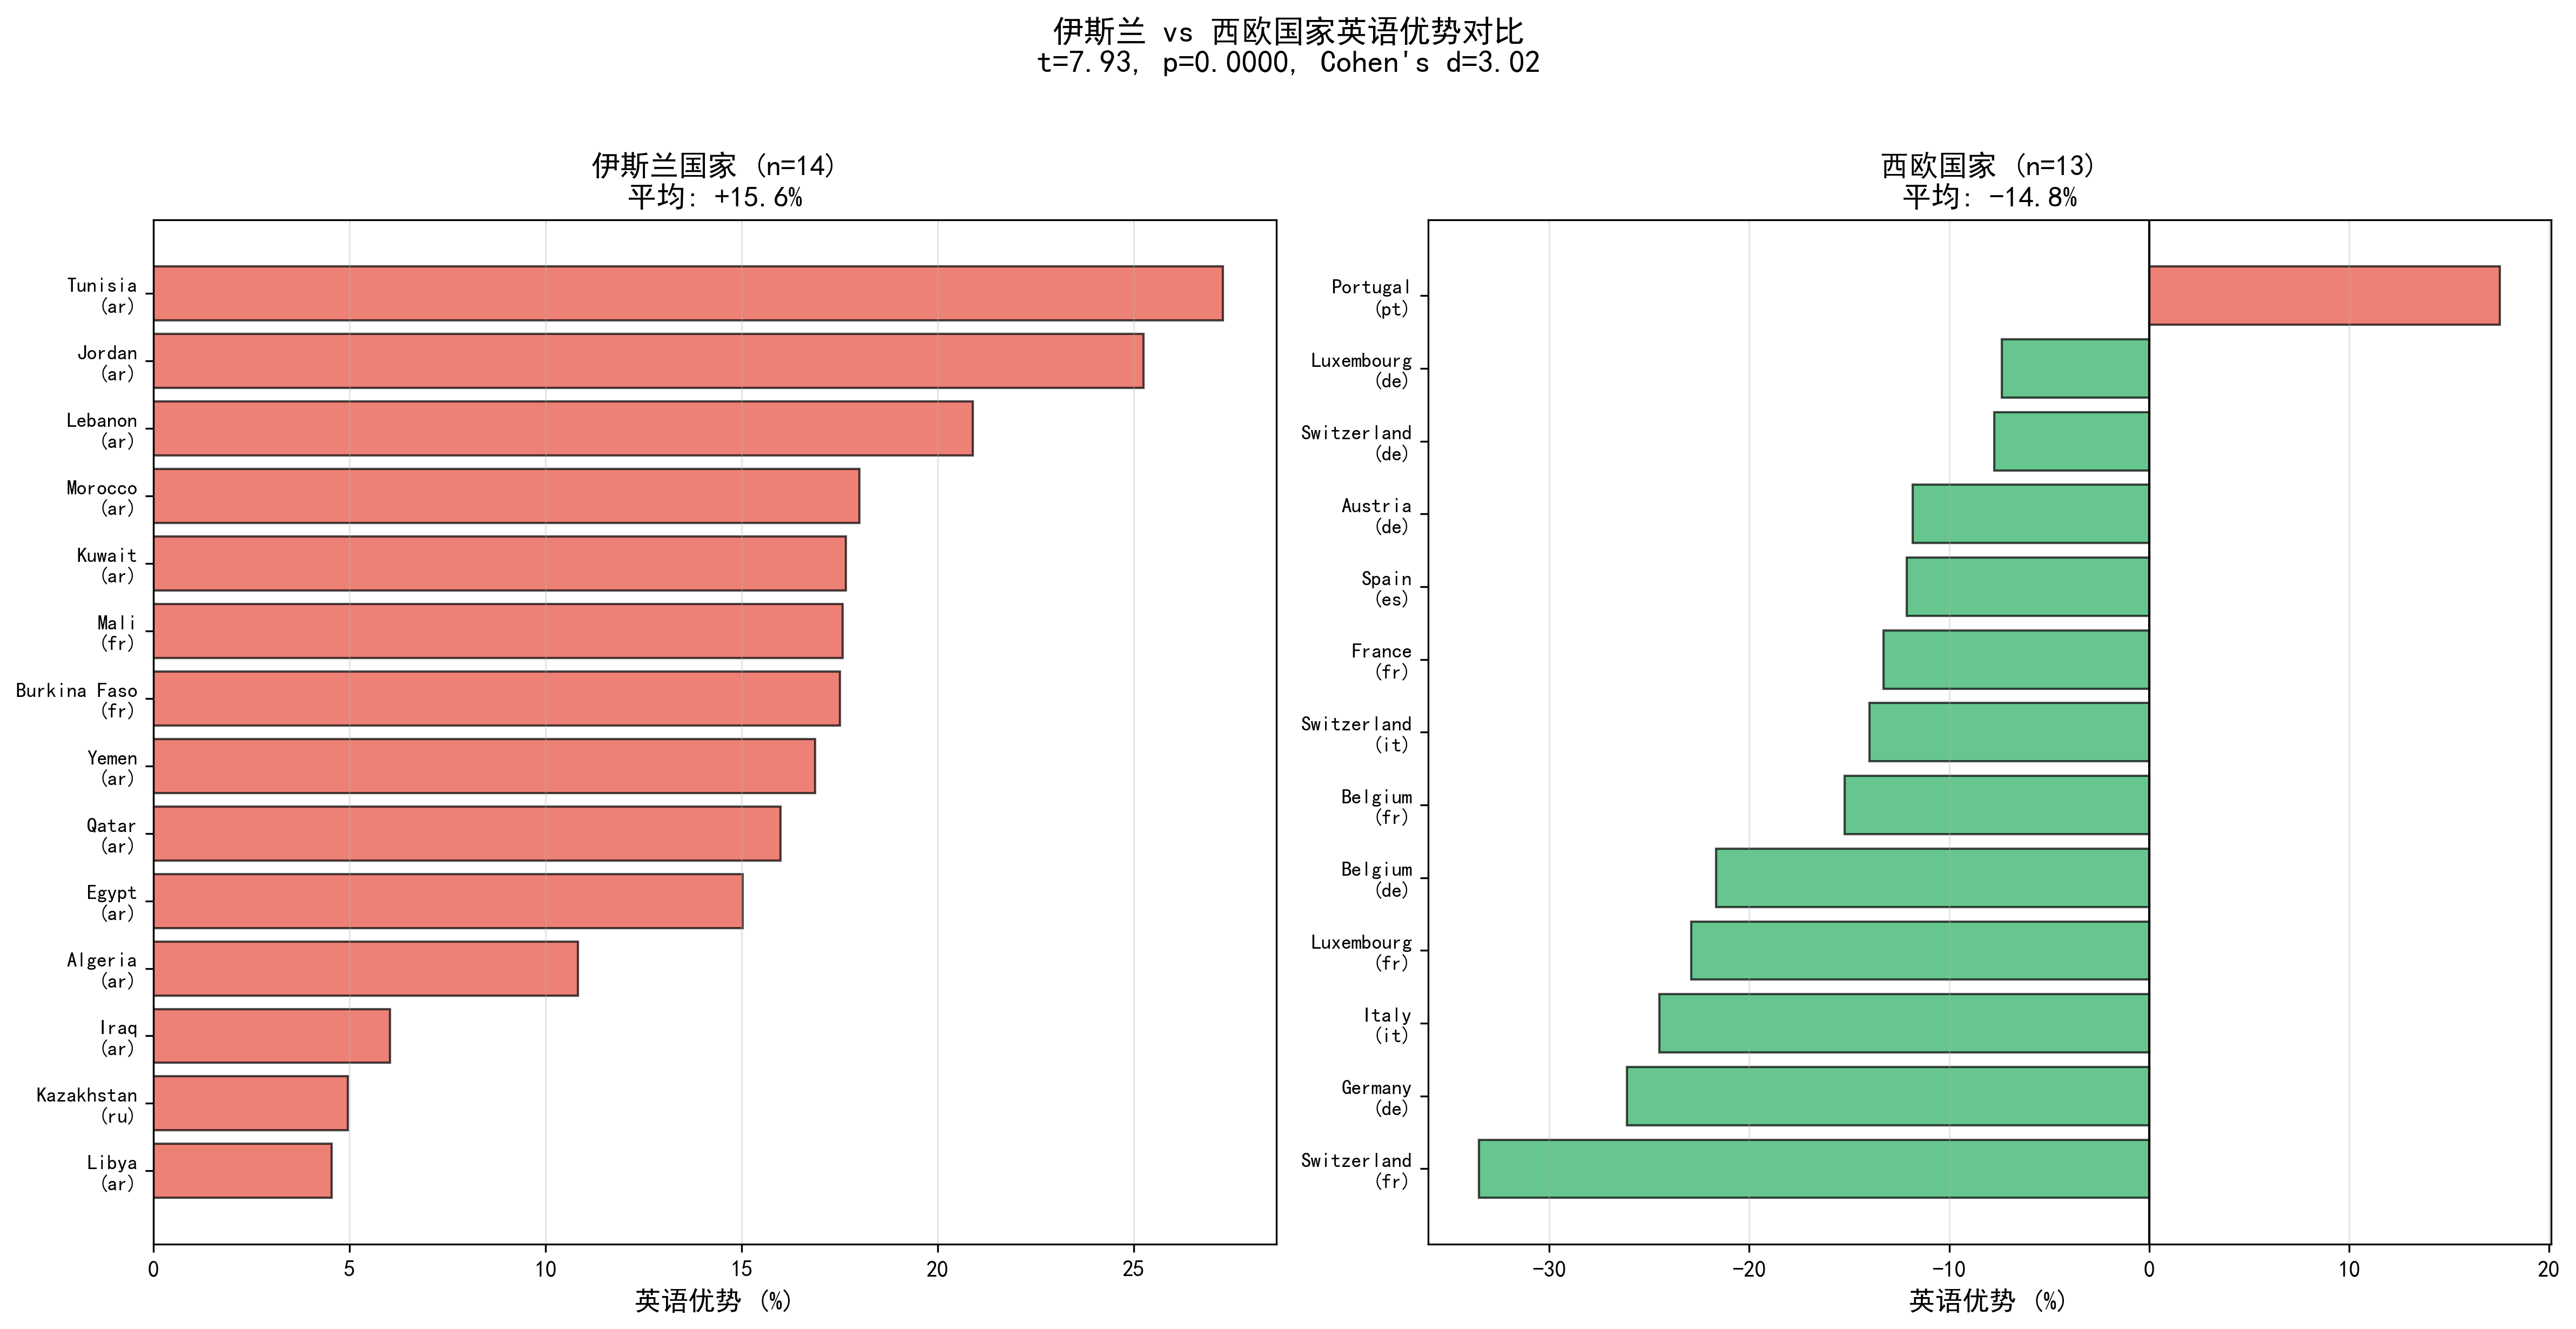 伊斯兰 vs 西欧国家英语优势对比
t=7.93, p=0.0000, Cohen's d=3.02
伊斯兰国家 (n=14)
平均: +15.6%
Tunisia
(ar)
Jordan
(ar)
Lebanon
(ar)
Morocco
(ar)
Kuwait
(ar)
Mali
(fr)
Burkina Faso
(fr)
Yemen
(ar)
Qatar
(ar)
Egypt
(ar)
Algeria
(ar)
Iraq
(ar)
Kazakhstan
(ru)
Libya
(ar)
0 5 10 15 20 25
英语优势 (%)
西欧国家 (n=13)
平均: −14.8%
Portugal
(pt)
Luxembourg
(de)
Switzerland
(de)
Austria
(de)
Spain
(es)
France
(fr)
Switzerland
(it)
Belgium
(fr)
Belgium
(de)
Luxembourg
(fr)
Italy
(it)
Germany
(de)
Switzerland
(fr)
−30 −20 −10 0 10 20
英语优势 (%)